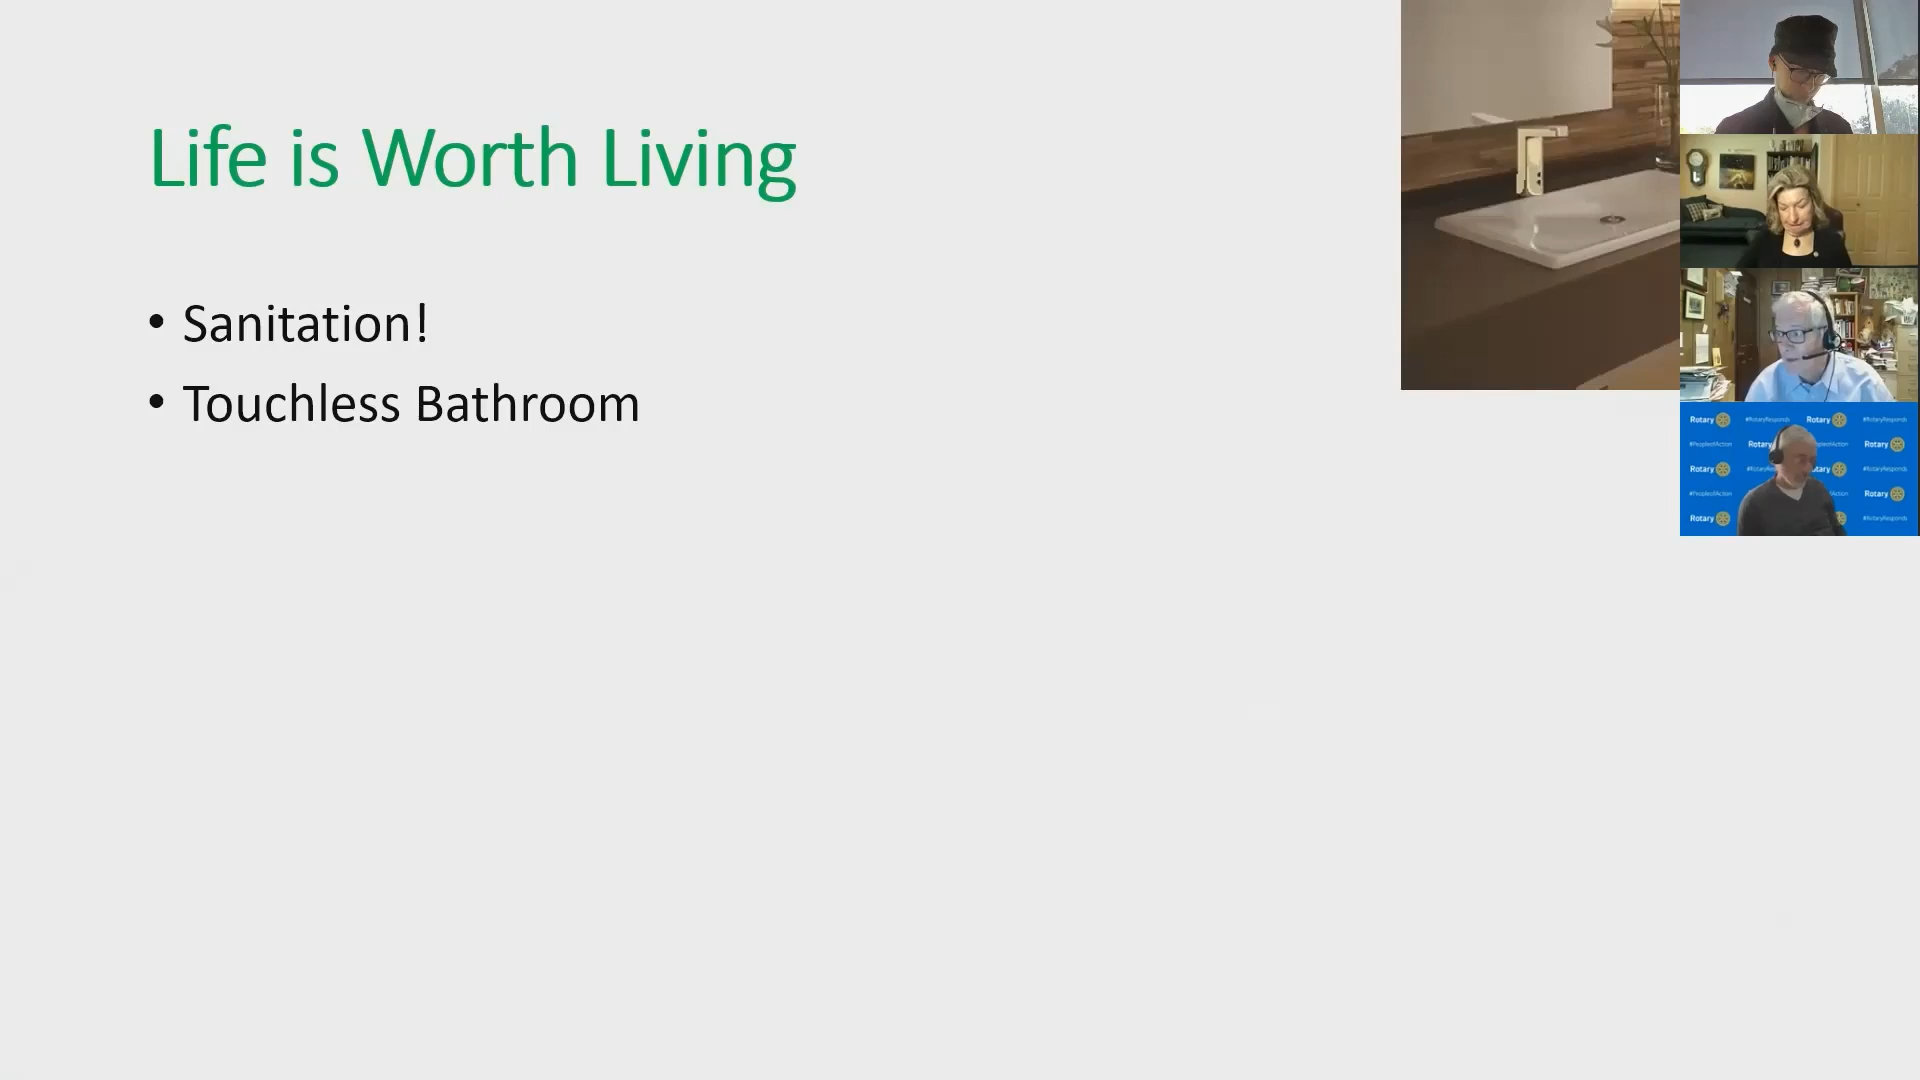 Life is Worth Living
• Sanitation!
• Touchless Bathroom
Rotary #RotaryResponds Rotary #RotaryResponds
#PeopleofAction Rotary Rotary
Rotary #RotaryResponds
#PeopleofAction Rotary
Rotary #RotaryResponds